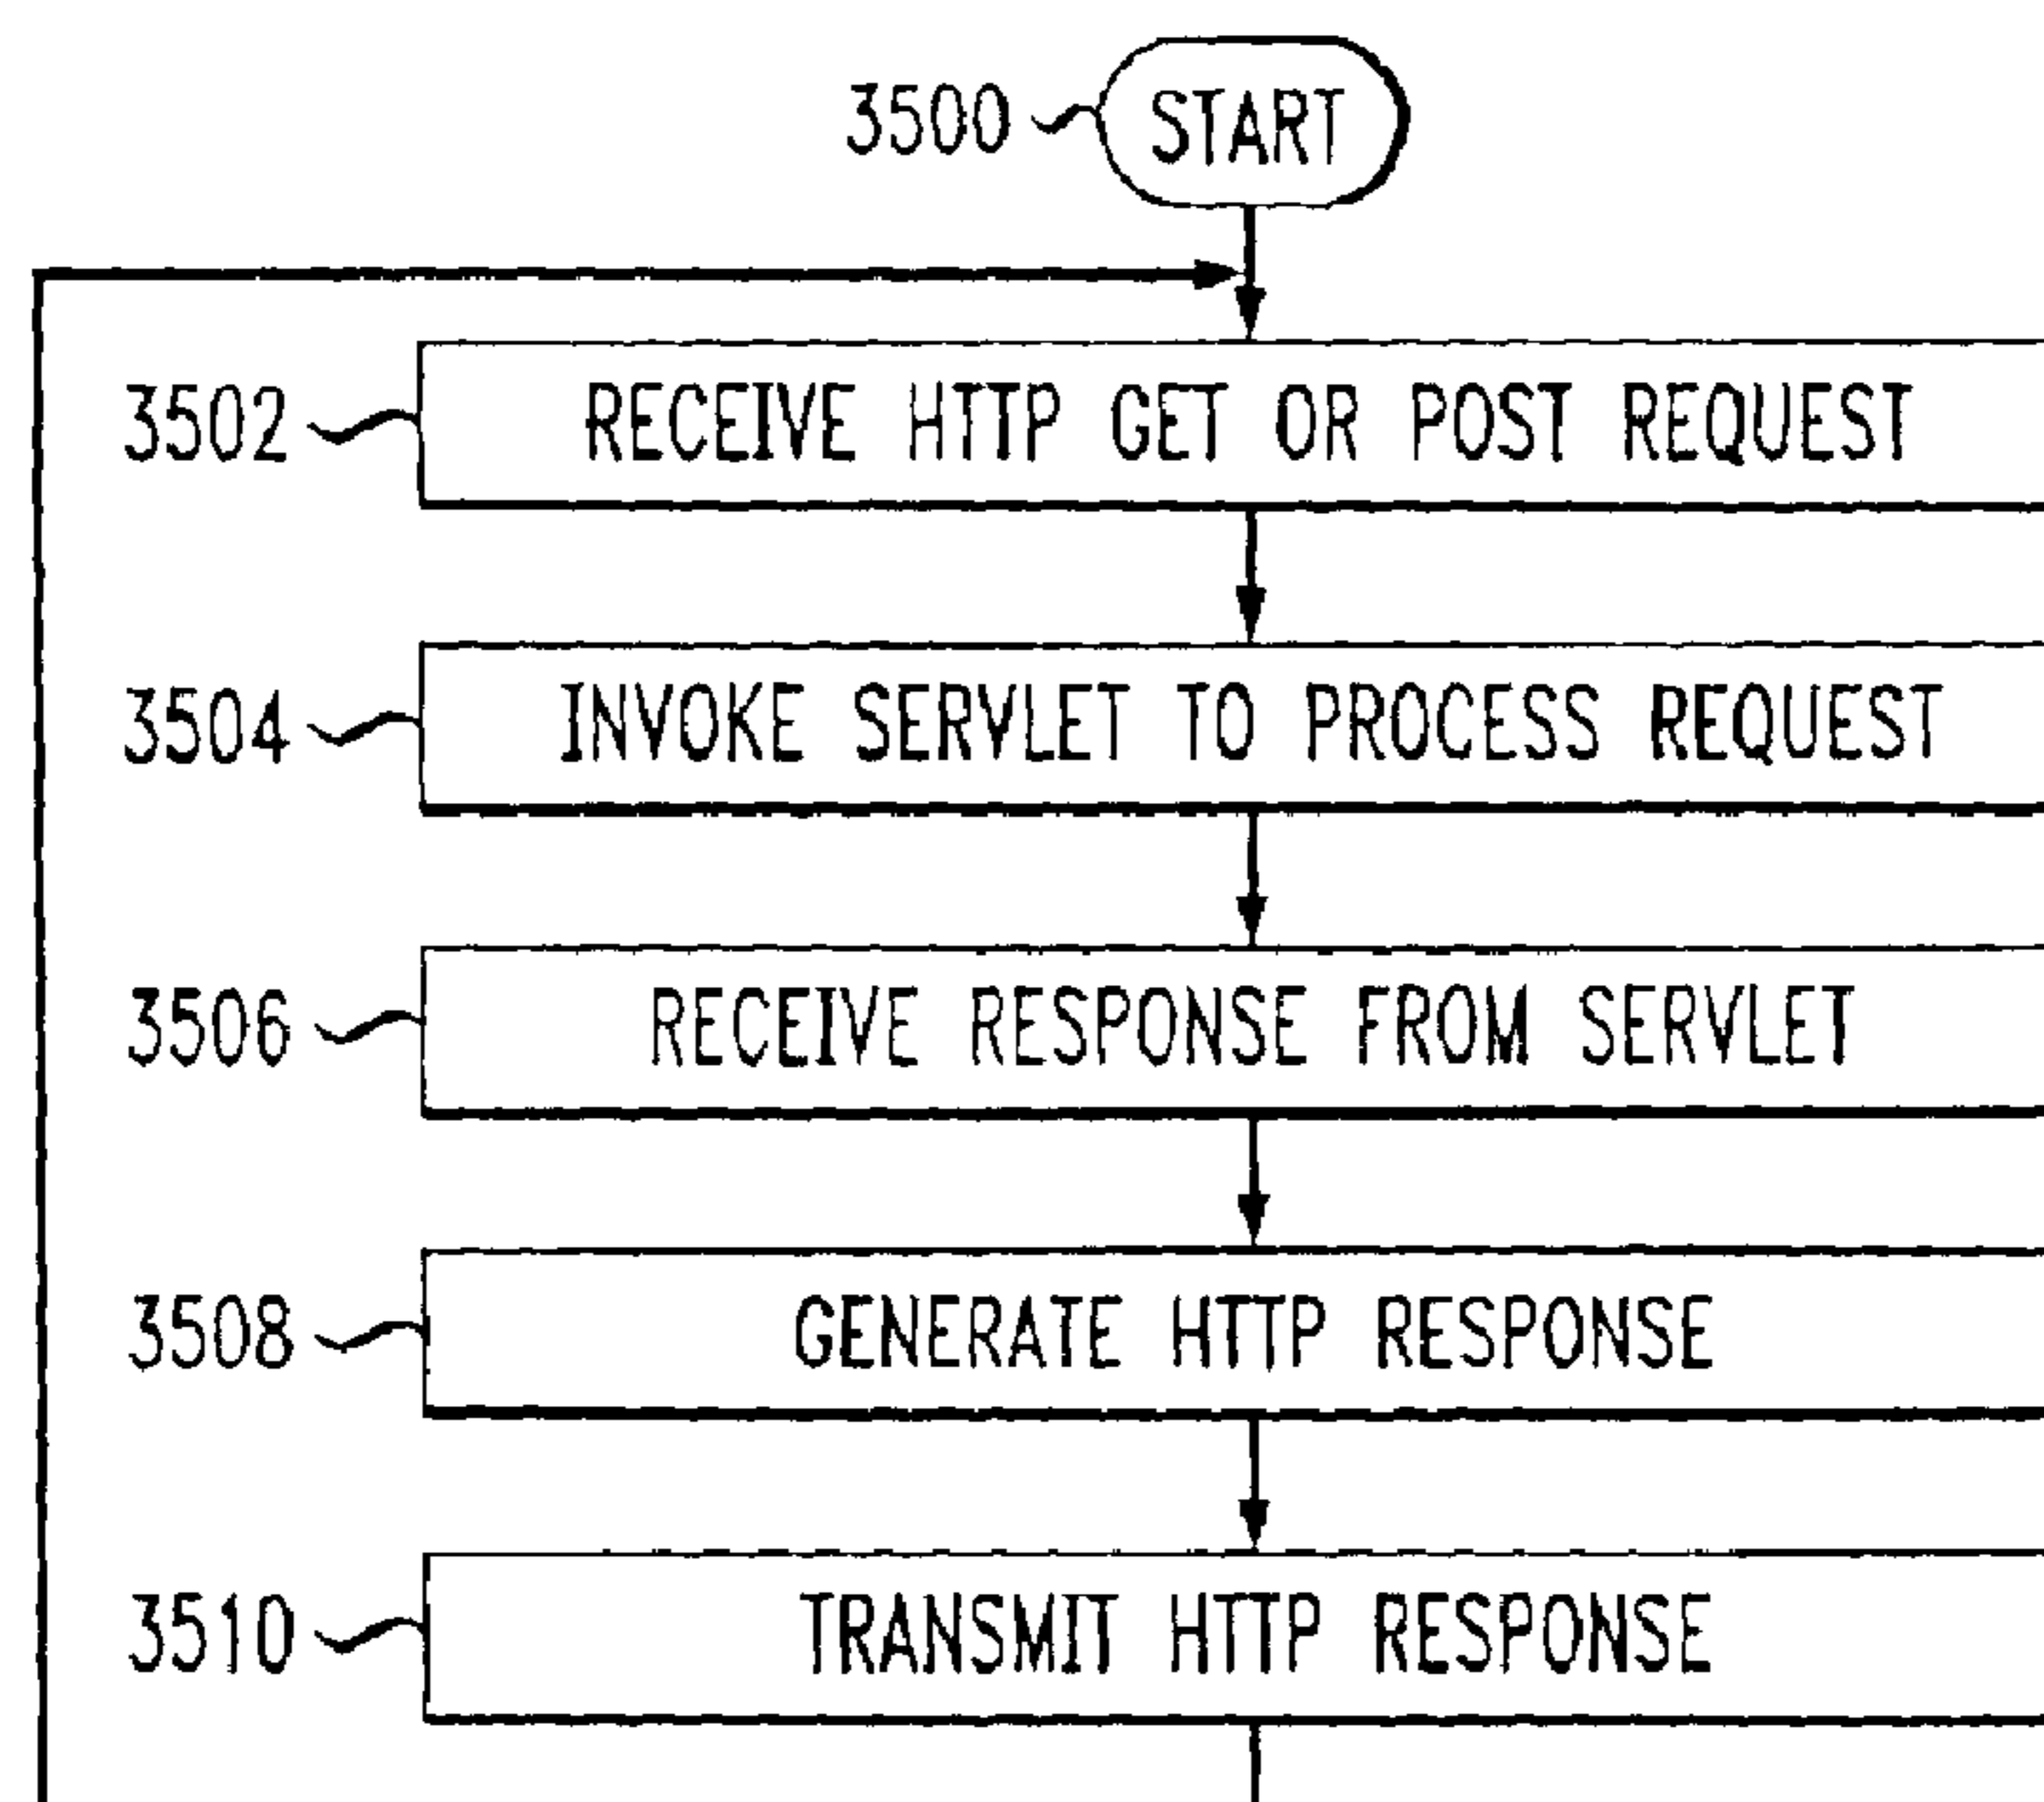 3500 START
3502 RECEIVE HTTP GET OR POST REQUEST
3504 INVOKE SERVLET TO PROCESS REQUEST
3506 RECEIVE RESPONSE FROM SERVLET
3508 GENERATE HTTP RESPONSE
3510 TRANSMIT HTTP RESPONSE